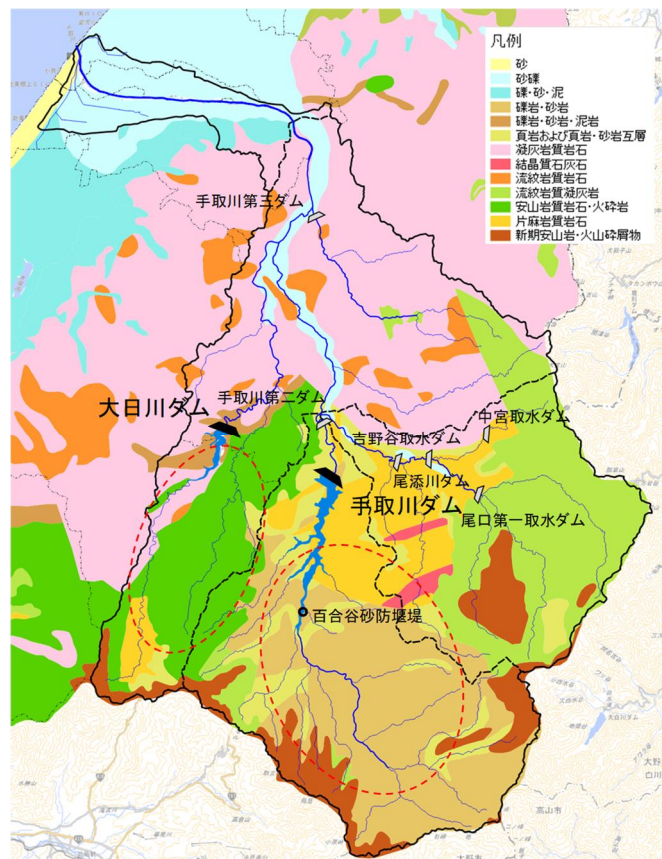 凡例
砂
砂礫
礫・砂・泥
礫岩・砂岩
礫岩・砂岩・泥岩
頁岩および頁岩・砂岩互層
凝灰岩質岩石
結晶質石灰石
流紋岩質岩石
流紋岩質凝灰岩
安山岩質岩石・火砕岩
片麻岩質岩石
新期安山岩・火山砕屑物
手取川第三ダム
大日川ダム
手取川第二ダム
中宮取水ダム
吉野谷取水ダム
尾添川ダム
手取川ダム
尾口第一取水ダム
百合谷砂防堰堤
高山市
白川